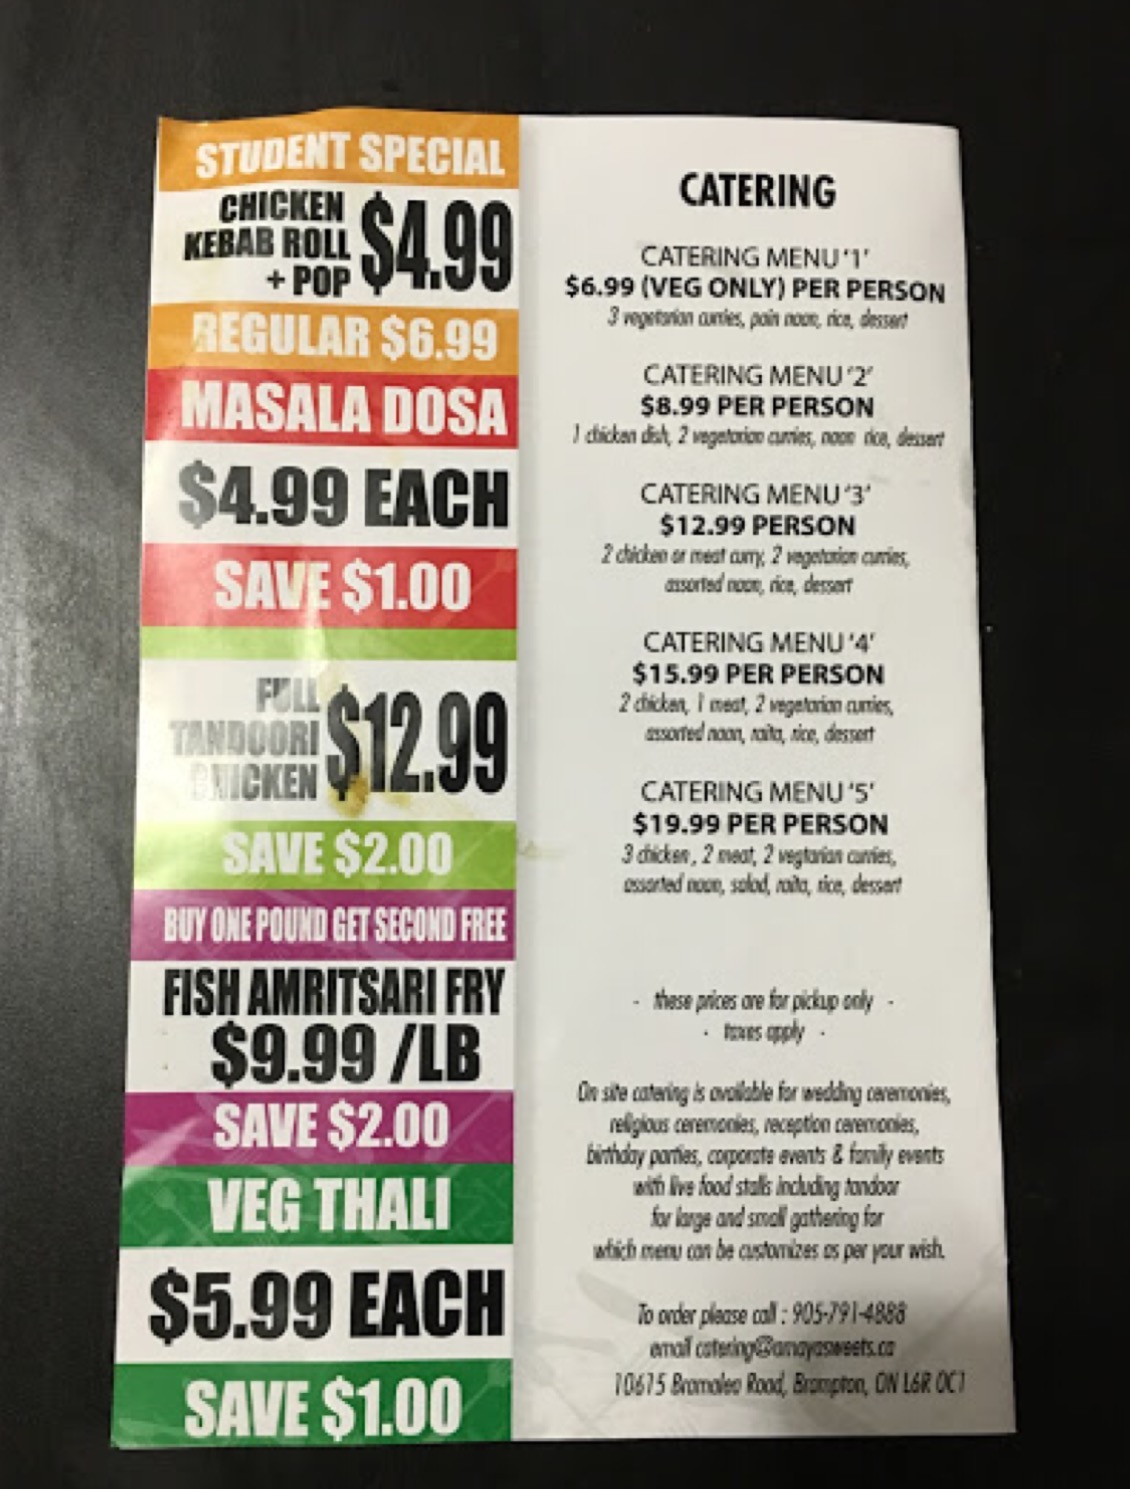 STUDENT SPECIAL
CHICKEN
KEBAB ROLL
+ POP
$4.99
REGULAR $6.99
MASALA DOSA
$4.99 EACH
SAVE $1.00
FULL
TANDOORI
CHICKEN
$12.99
SAVE $2.00
BUY ONE POUND GET SECOND FREE
FISH AMRITSARI FRY
$9.99 /LB
SAVE $2.00
VEG THALI
$5.99 EACH
SAVE $1.00
CATERING
CATERING MENU '1'
$6.99 (VEG ONLY) PER PERSON
3 vegetarian curries, pain naan, rice, dessert
CATERING MENU '2'
$8.99 PER PERSON
1 chicken dish, 2 vegetarian curries, naan rice, dessert
CATERING MENU '3'
$12.99 PERSON
2 chicken or meat curry, 2 vegetarian curries,
assorted naan, rice, dessert
CATERING MENU '4'
$15.99 PER PERSON
2 chicken, 1 meat, 2 vegetarian curries,
assorted naan, raita, rice, dessert
CATERING MENU '5'
$19.99 PER PERSON
3 chicken, 2 meat, 2 vegtarian curries,
assorted naan, salad, raita, rice, dessert
- these prices are for pickup only -
- taxes apply -
On site catering is available for wedding ceremonies,
religious ceremonies, reception ceremonies,
birthday parties, corporate events & family events
with live food stalls including tandoor
for large and small gathering for
which menu can be customizes as per your wish.
To order please call : 905-791-4888
email catering@amayasweets.ca
10615 Bramalea Road, Brampton, ON L6R 0C1